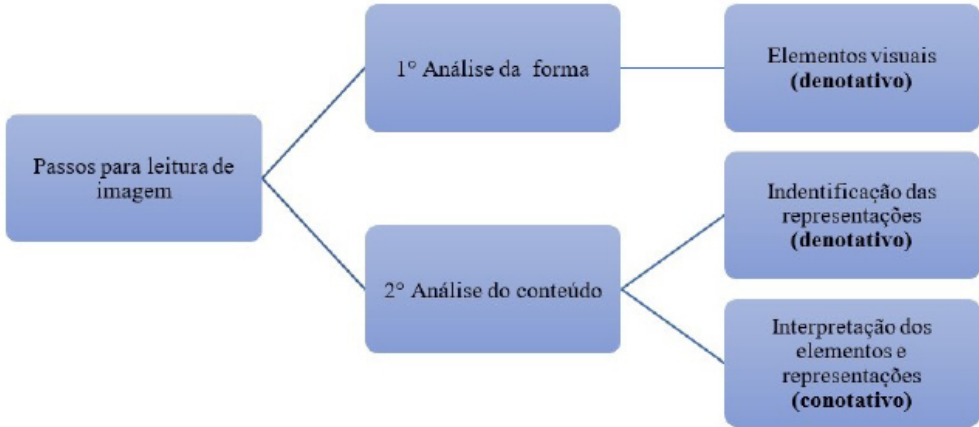 Passos para leitura de
imagem
1° Análise da forma
Elementos visuais
(denotativo)
2° Análise do conteúdo
Indentificação das
representações
(denotativo)
Interpretação dos
elementos e
representações
(conotativo)